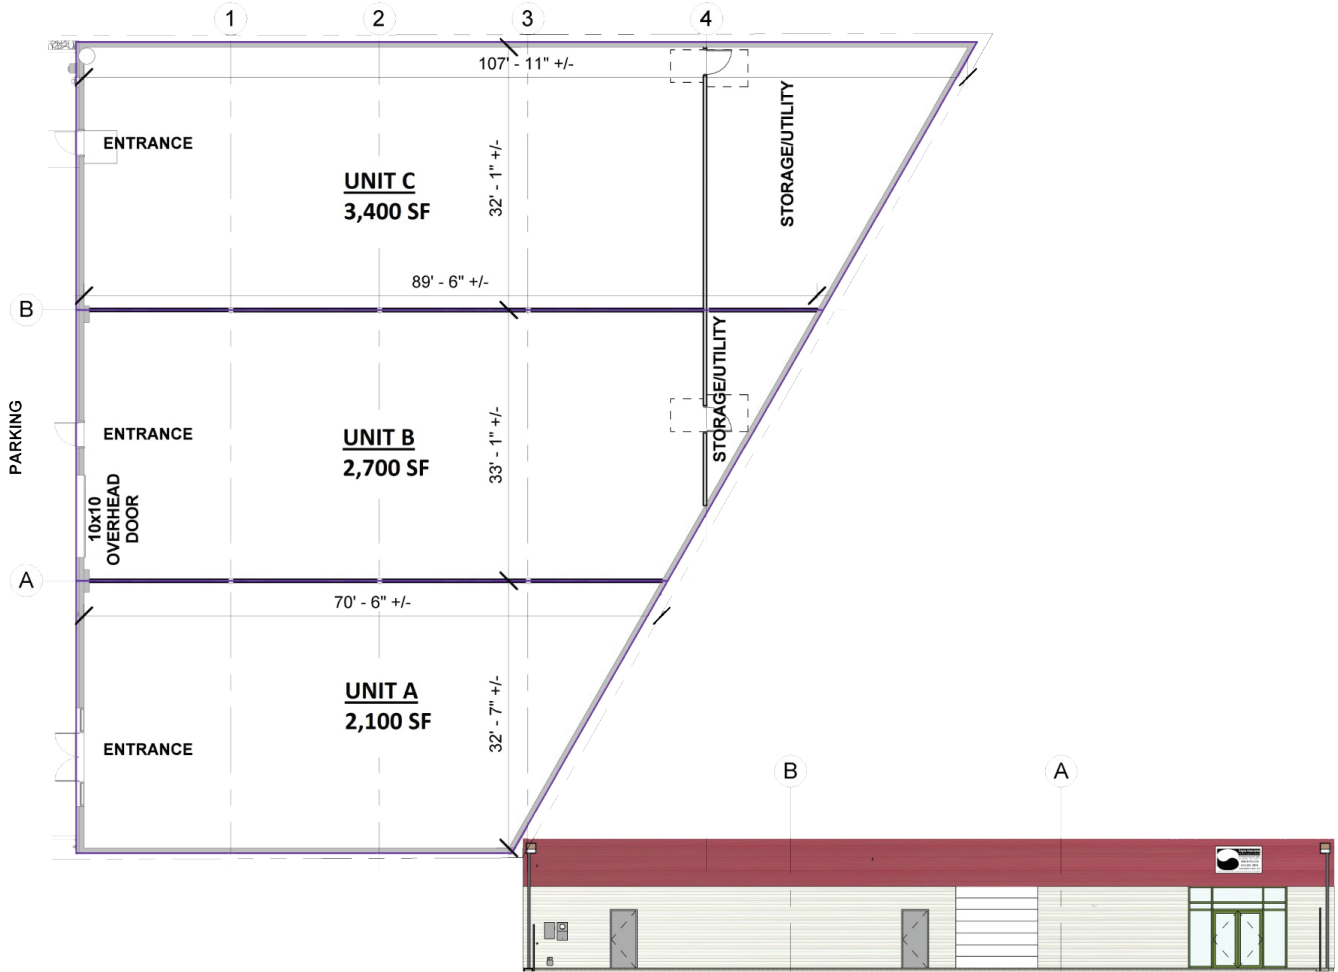 1 2 3 4
107' - 11" +/-
ENTRANCE
UNIT C
3,400 SF
32' - 1" +/-
STORAGE/UTILITY
89' - 6" +/-
B
PARKING
ENTRANCE
UNIT B
2,700 SF
33' - 1" +/-
STORAGE/UTILITY
10x10
OVERHEAD
DOOR
A
70' - 6" +/-
UNIT A
2,100 SF
32' - 7" +/-
ENTRANCE
B A